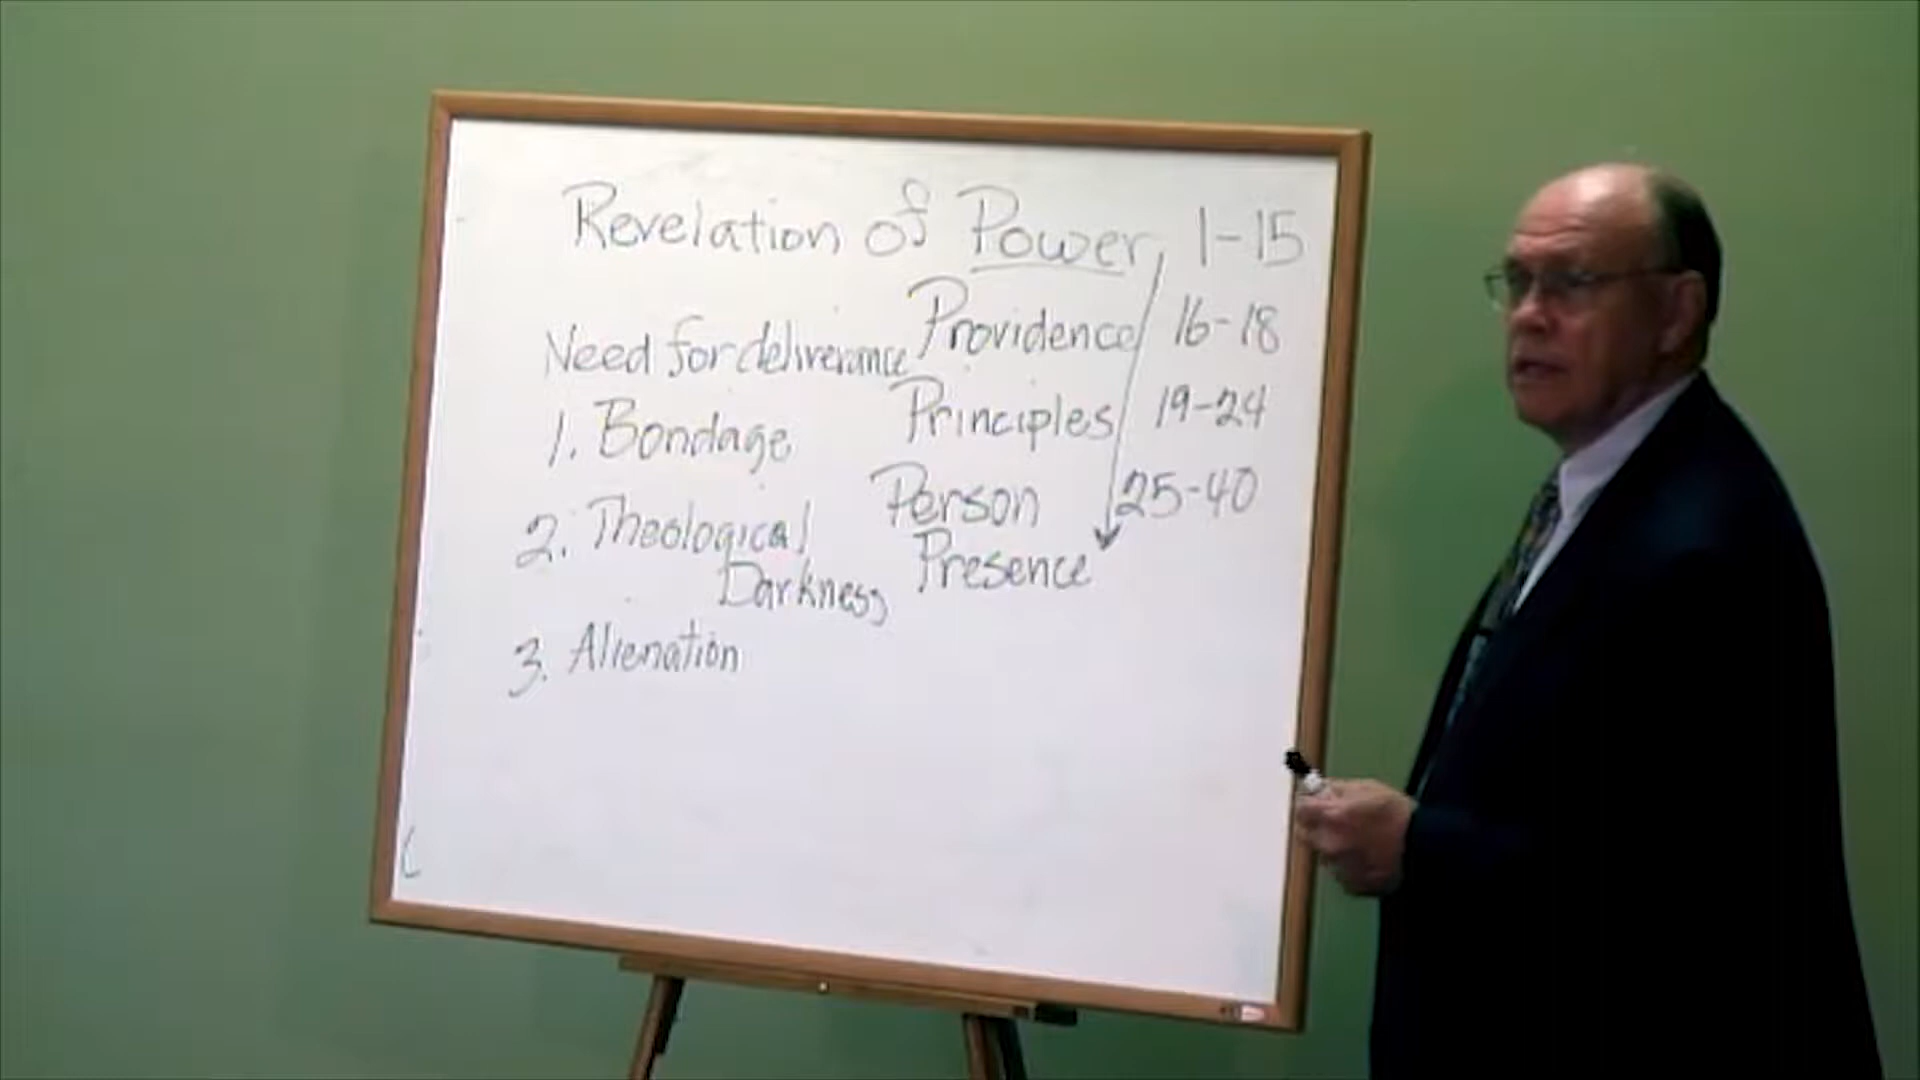 Revelation of Power, 1-15
Providence 16-18
Need for deliverance
Principles 19-24
1. Bondage
Person 25-40
2. Theological
Darkness
Presence
3. Alienation